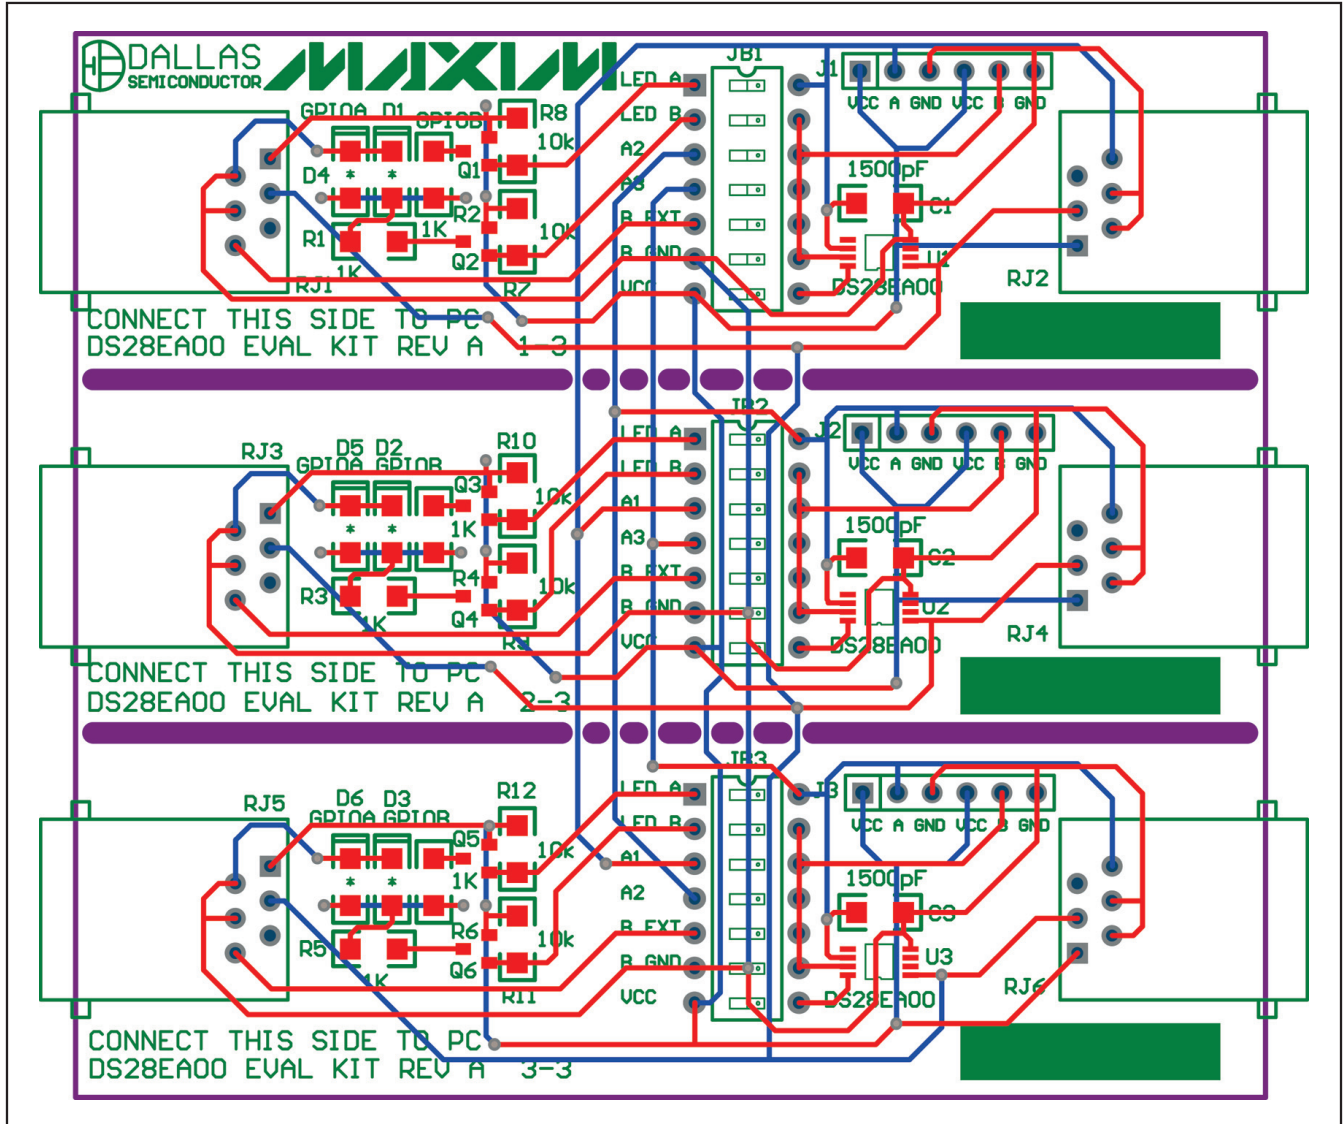 DALLAS
SEMICONDUCTOR
MAXIM
JB1
J1
LED A
LED B
A2
A3
B EXT
B GND
VCC
VCC A GND VCC B GND
GPIOA D1
GPIOB
R8
10k
D4
* *
Q1
R2
10k
R1
1K
1K
Q2
R7
RJ1
1500pF
C1
U1
DS28EA00
RJ2
CONNECT THIS SIDE TO PC
DS28EA00 EVAL KIT REV A 1-3
JB2
J2
LED A
LED B
A1
A3
B EXT
B GND
VCC
VCC A GND VCC B GND
RJ3
D5 D2
GPIOA GPIOB
R10
Q3
10k
* *
1K
R4
10k
R3
1K
Q4
R9
1500pF
C2
U2
DS28EA00
RJ4
CONNECT THIS SIDE TO PC
DS28EA00 EVAL KIT REV A 2-3
JB3
J3
LED A
LED B
A1
A2
B EXT
B GND
VCC
VCC A GND VCC B GND
RJ5
D6 D3
GPIOA GPIOB
R12
Q5
10k
* *
1K
R6
10k
R5
1K
Q6
R11
1500pF
C3
U3
DS28EA00
RJ6
CONNECT THIS SIDE TO PC
DS28EA00 EVAL KIT REV A 3-3